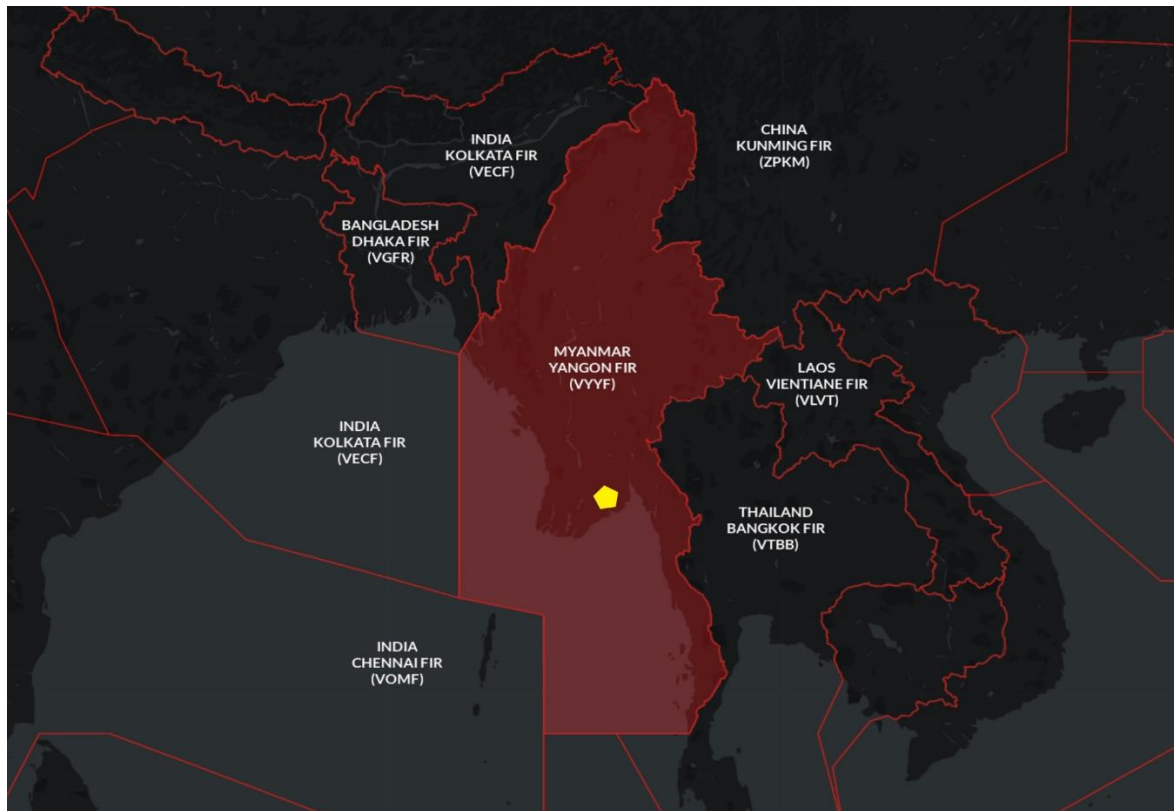 INDIA
KOLKATA FIR
(VECF)
CHINA
KUNMING FIR
(ZPKM)
BANGLADESH
DHAKA FIR
(VGFR)
MYANMAR
YANGON FIR
(VYYF)
LAOS
VIENTIANE FIR
(VLVT)
INDIA
KOLKATA FIR
(VECF)
THAILAND
BANGKOK FIR
(VTBB)
INDIA
CHENNAI FIR
(VOMF)